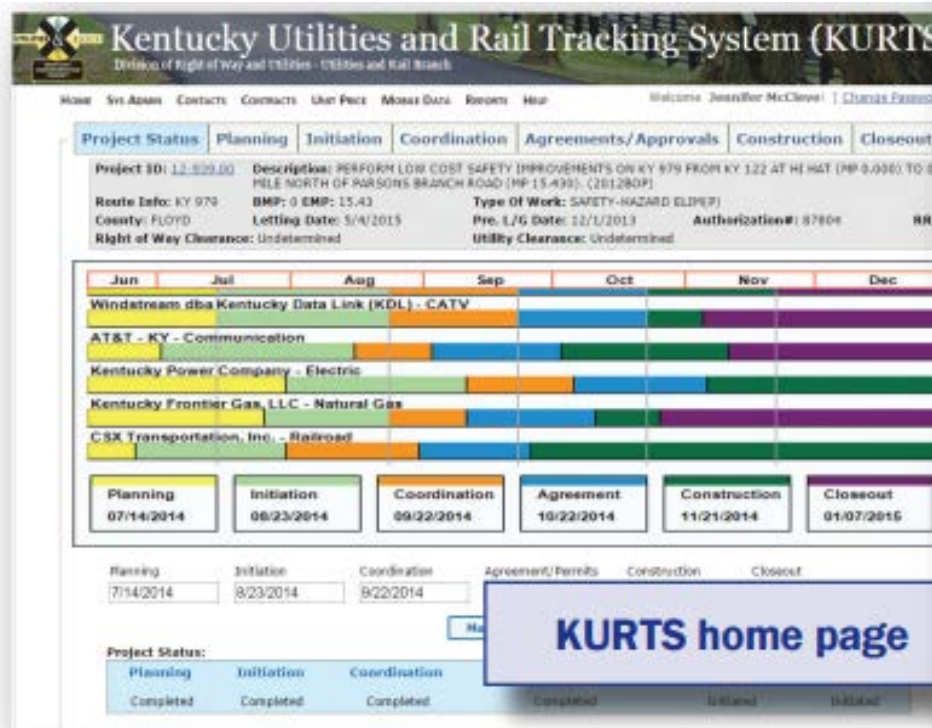 Kentucky Utilities and Rail Tracking System (KURTS
Division of Right of Way and Utilities - Utilities and Rail Branch
Home Sys Admin Contacts Contracts Unit Price Mobile Data Reports Help Welcome Jennifer McCleve! | Change Passwo
Project Status Planning Initiation Coordination Agreements/Approvals Construction Closeout
Project ID: Description: PERFORM LOW COST SAFETY IMPROVEMENTS ON KY 979 FROM KY 122 AT HI HAT (MP 0.000) TO 0
MILE NORTH OF PARSONS BRANCH ROAD (MP 15.430). (2012BOP)
Route Info: KY 979 BMP: 0 EMP: 15.43 Type Of Work: SAFETY-HAZARD ELIM(P)
County: FLOYD Letting Date: 5/4/2015 Pre. L/G Date: 12/1/2013 Authorization#: 87804 RR
Right of Way Clearance: Undetermined Utility Clearance: Undetermined
Jun Jul Aug Sep Oct Nov Dec
Windstream dba Kentucky Data Link (KDL) - CATV
AT&T - KY - Communication
Kentucky Power Company - Electric
Kentucky Frontier Gas, LLC - Natural Gas
CSX Transportation, Inc. - Railroad
Planning Initiation Coordination Agreement Construction Closeout
07/14/2014 08/23/2014 09/22/2014 10/22/2014 11/21/2014 01/07/2015
Planning Initiation Coordination Agreement/Permits Construction Closeout
7/14/2014 8/23/2014 9/22/2014
KURTS home page
Project Status:
Planning Initiation Coordination
Completed Completed Completed Completed Initiated Initiated